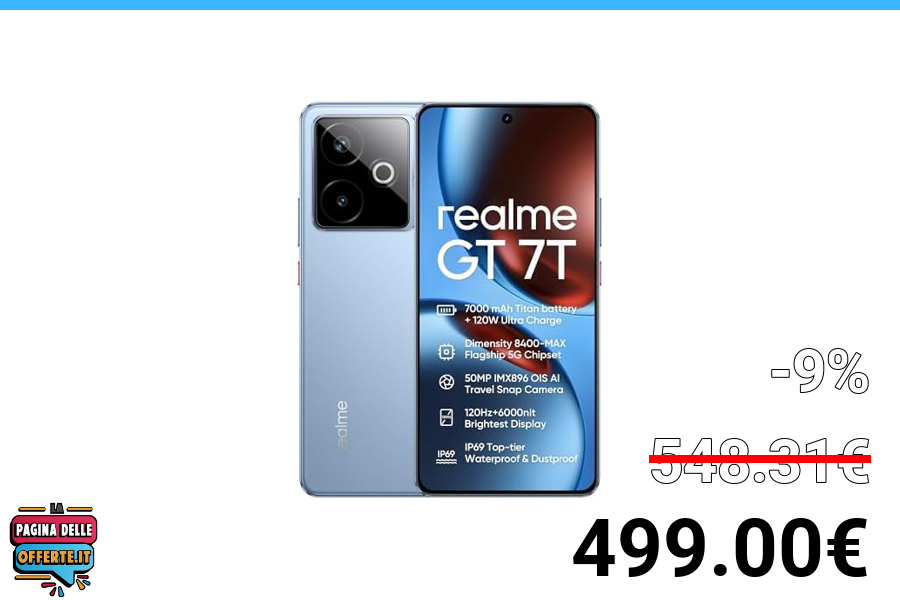 realme
GT 7T
7000 mAh Titan battery
+ 120W Ultra Charge
Dimensity 8400-MAX
Flagship 5G Chipset
50MP IMX896 OIS AI
Travel Snap Camera
120Hz+6000nit
Brightest Display
IP69
IP69 Top-tier
Waterproof & Dustproof
realme
-9%
548.31€
499.00€
LA
PAGINA DELLE
OFFERTE.IT